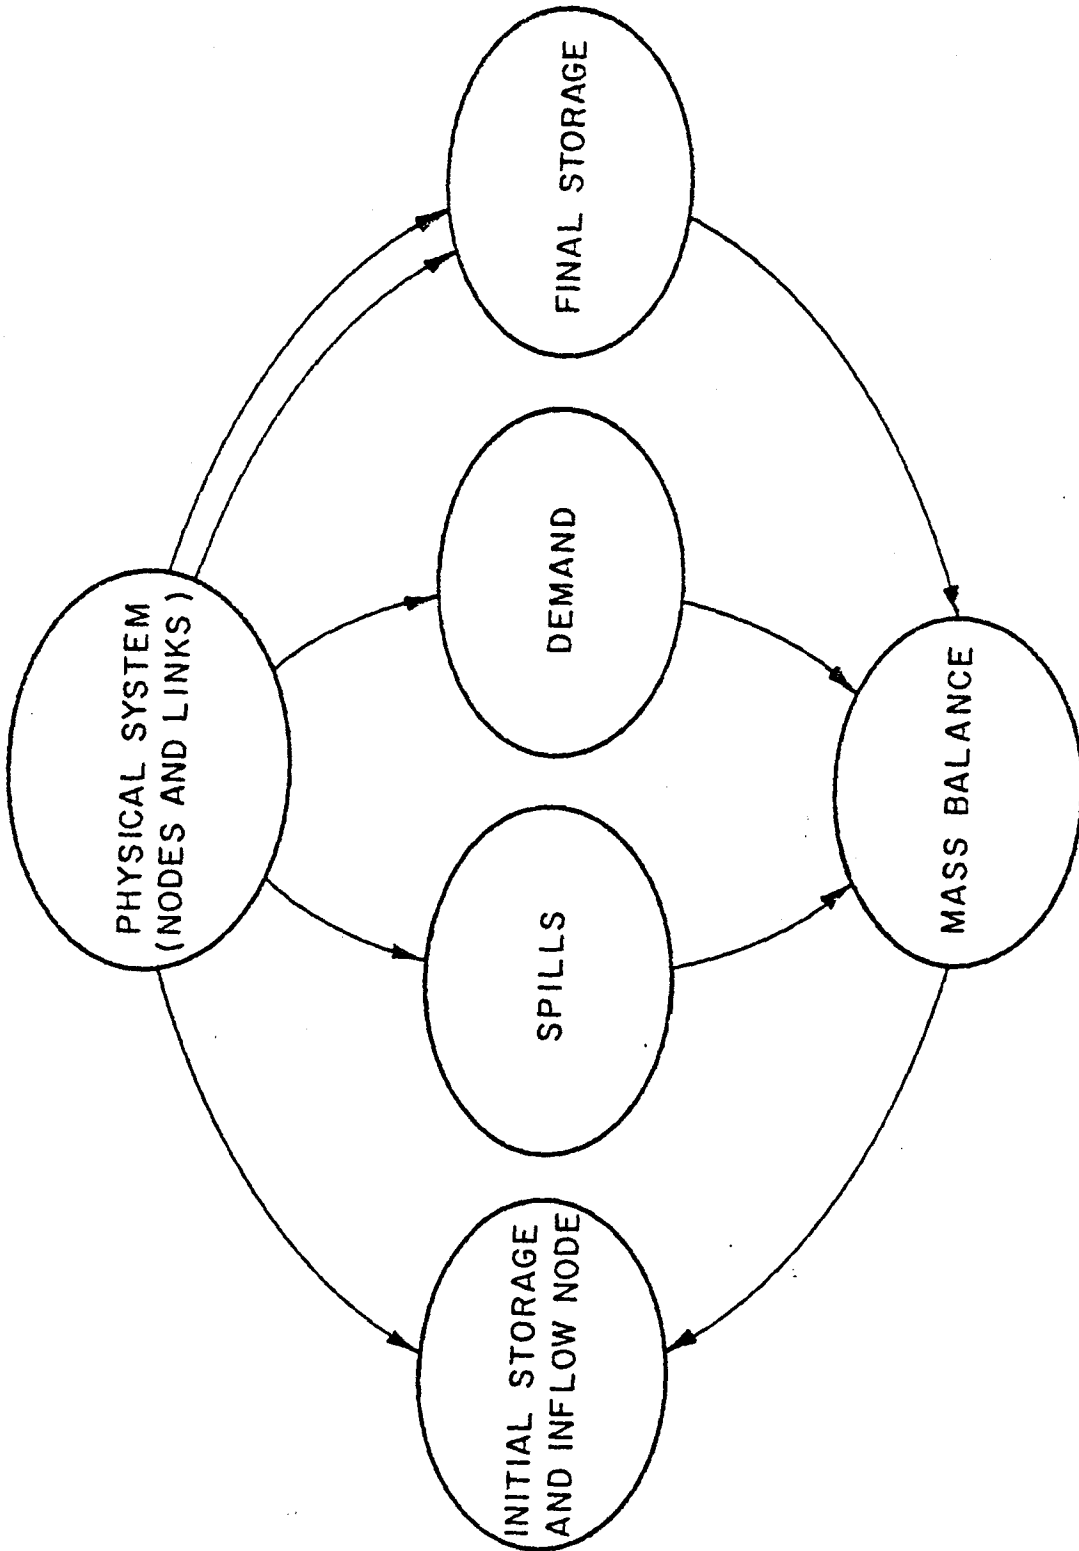 PHYSICAL SYSTEM
(NODES AND LINKS)
INITIAL STORAGE
AND INFLOW NODE
SPILLS
DEMAND
FINAL STORAGE
MASS BALANCE